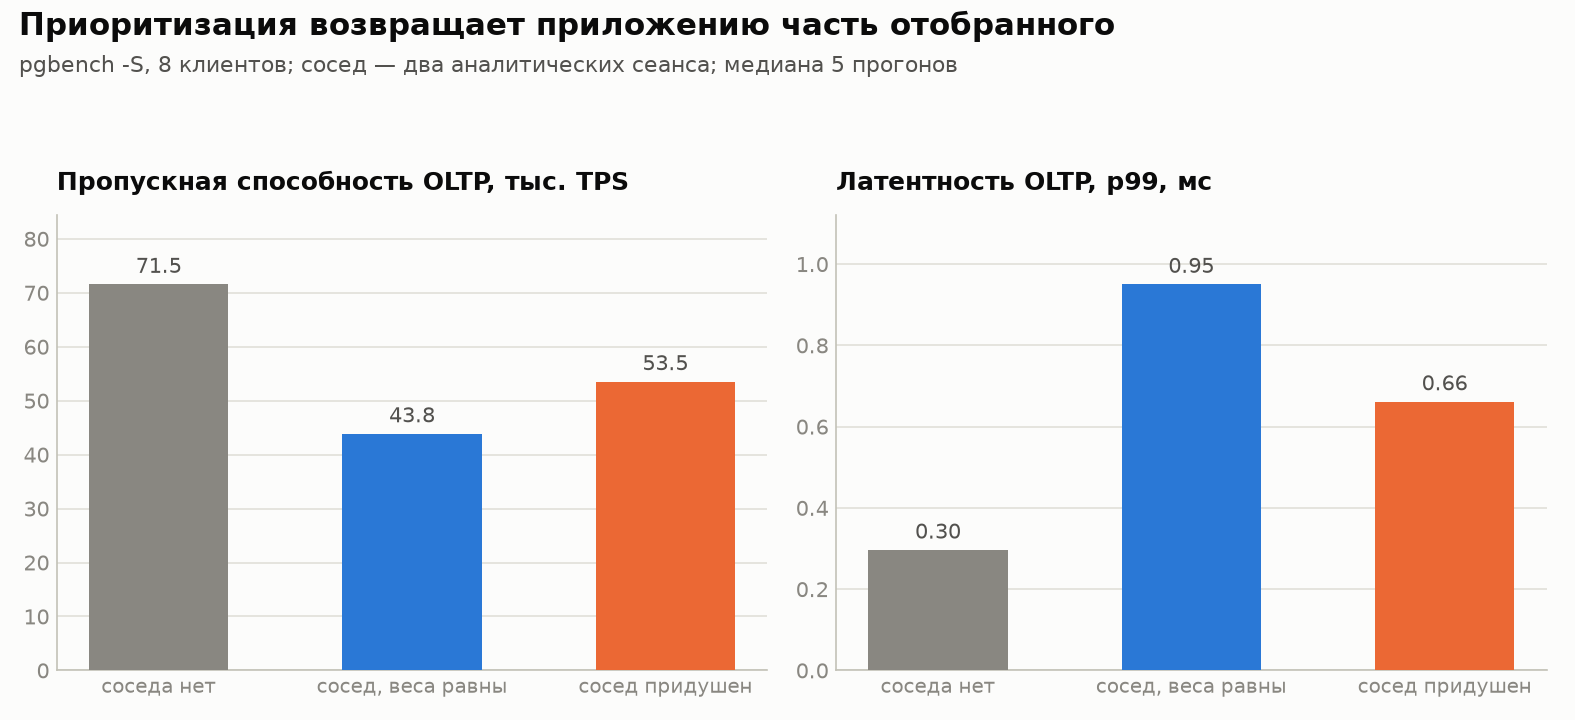 Приоритизация возвращает приложению часть отобранного
pgbench -S, 8 клиентов; сосед — два аналитических сеанса; медиана 5 прогонов
Пропускная способность OLTP, тыс. TPS
80
70
60
50
40
30
20
10
0
71.5
43.8
53.5
соседа нет
сосед, веса равны
сосед придушен
Латентность OLTP, p99, мс
1.0
0.8
0.6
0.4
0.2
0.0
0.30
0.95
0.66
соседа нет
сосед, веса равны
сосед придушен